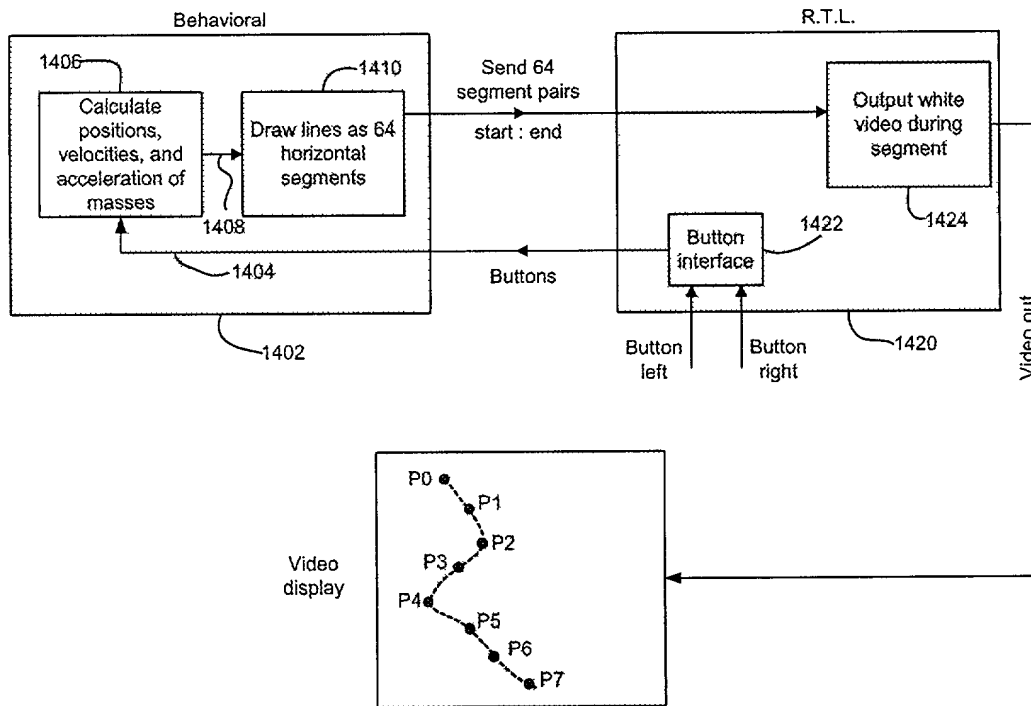 Behavioral
R.T.L.
1406
1410
Calculate
positions,
velocities, and
acceleration of
masses
Draw lines as 64
horizontal
segments
1408
Send 64
segment pairs
start : end
Output white
video during
segment
1424
1422
Button
interface
1404
Buttons
1402
Button
left
Button
right
1420
Video out
Video
display
P0
P1
P2
P3
P4
P5
P6
P7